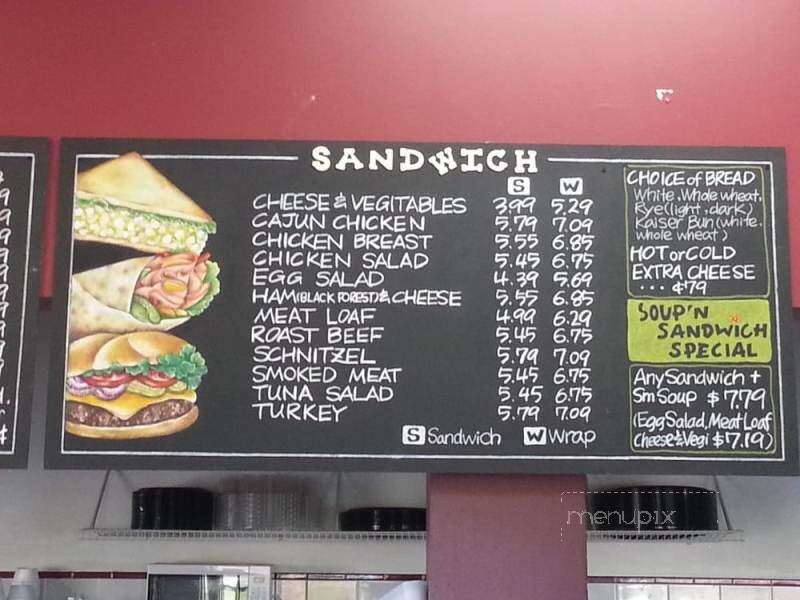 SANDWICH
S W
CHEESE & VEGITABLES 3.99 5.29
CAJUN CHICKEN 5.79 7.09
CHICKEN BREAST 5.55 6.85
CHICKEN SALAD 5.45 6.75
EGG SALAD 4.39 5.69
HAM (BLACK FOREST) & CHEESE 5.55 6.85
MEAT LOAF 4.99 6.29
ROAST BEEF 5.45 6.75
SCHNITZEL 5.79 7.09
SMOKED MEAT 5.45 6.75
TUNA SALAD 5.45 6.75
TURKEY 5.79 7.09
S Sandwich W Wrap
CHOICE of BREAD
White, Whole wheat,
Rye (light, dark)
Kaiser Bun (white,
whole wheat)
HOT or COLD
EXTRA CHEESE
... ¢79
SOUP'N
SANDWICH
SPECIAL
Any Sandwich +
Sm Soup $7.79
(Egg Salad, Meat Loaf
Cheese & Vegi $7.19)
menupix